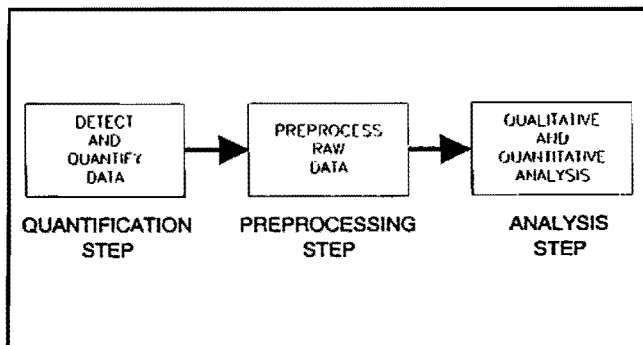 DETECT
AND
QUANTIFY
DATA
QUANTIFICATION
STEP
PREPROCESS
RAW
DATA
PREPROCESSING
STEP
QUALITATIVE
AND
QUANTITATIVE
ANALYSIS
ANALYSIS
STEP